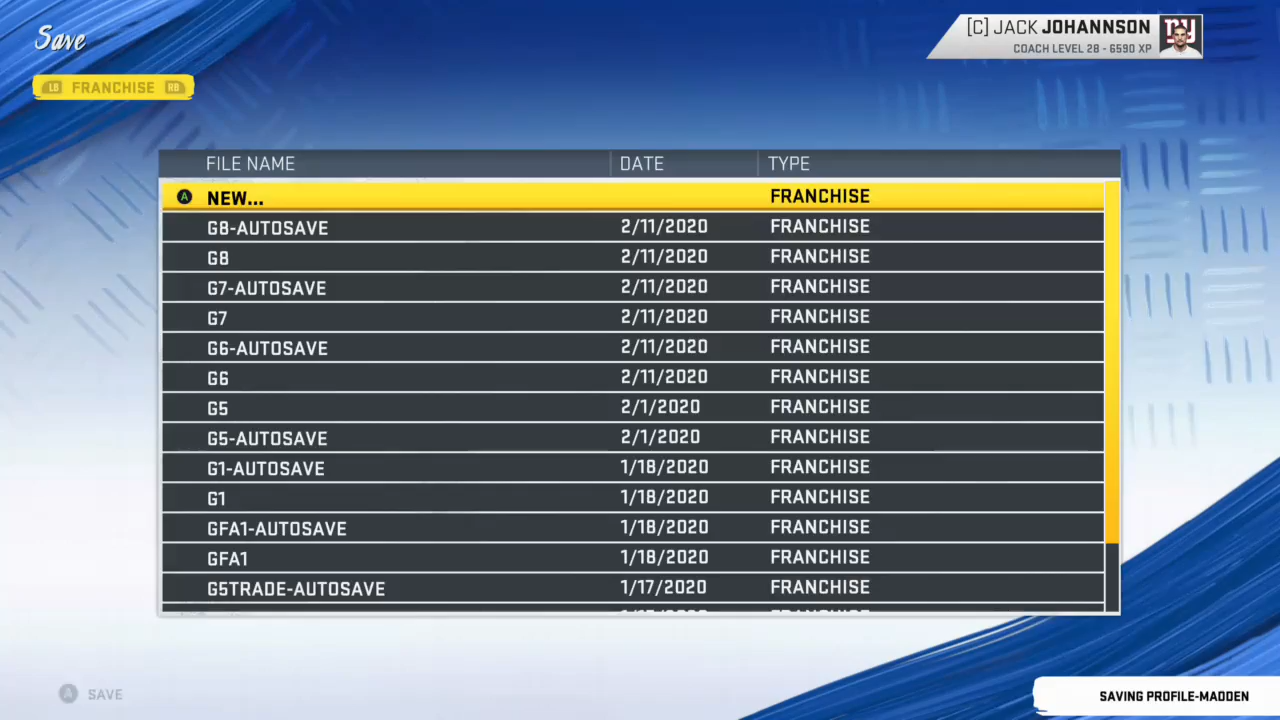 Save
[C] JACK JOHANNSON
COACH LEVEL 28 - 6590 XP
LB FRANCHISE RB
FILE NAME DATE TYPE
A NEW... FRANCHISE
G8-AUTOSAVE 2/11/2020 FRANCHISE
G8 2/11/2020 FRANCHISE
G7-AUTOSAVE 2/11/2020 FRANCHISE
G7 2/11/2020 FRANCHISE
G6-AUTOSAVE 2/11/2020 FRANCHISE
G6 2/11/2020 FRANCHISE
G5 2/1/2020 FRANCHISE
G5-AUTOSAVE 2/1/2020 FRANCHISE
G1-AUTOSAVE 1/18/2020 FRANCHISE
G1 1/18/2020 FRANCHISE
GFA1-AUTOSAVE 1/18/2020 FRANCHISE
GFA1 1/18/2020 FRANCHISE
G5TRADE-AUTOSAVE 1/17/2020 FRANCHISE
A SAVE
SAVING PROFILE-MADDEN